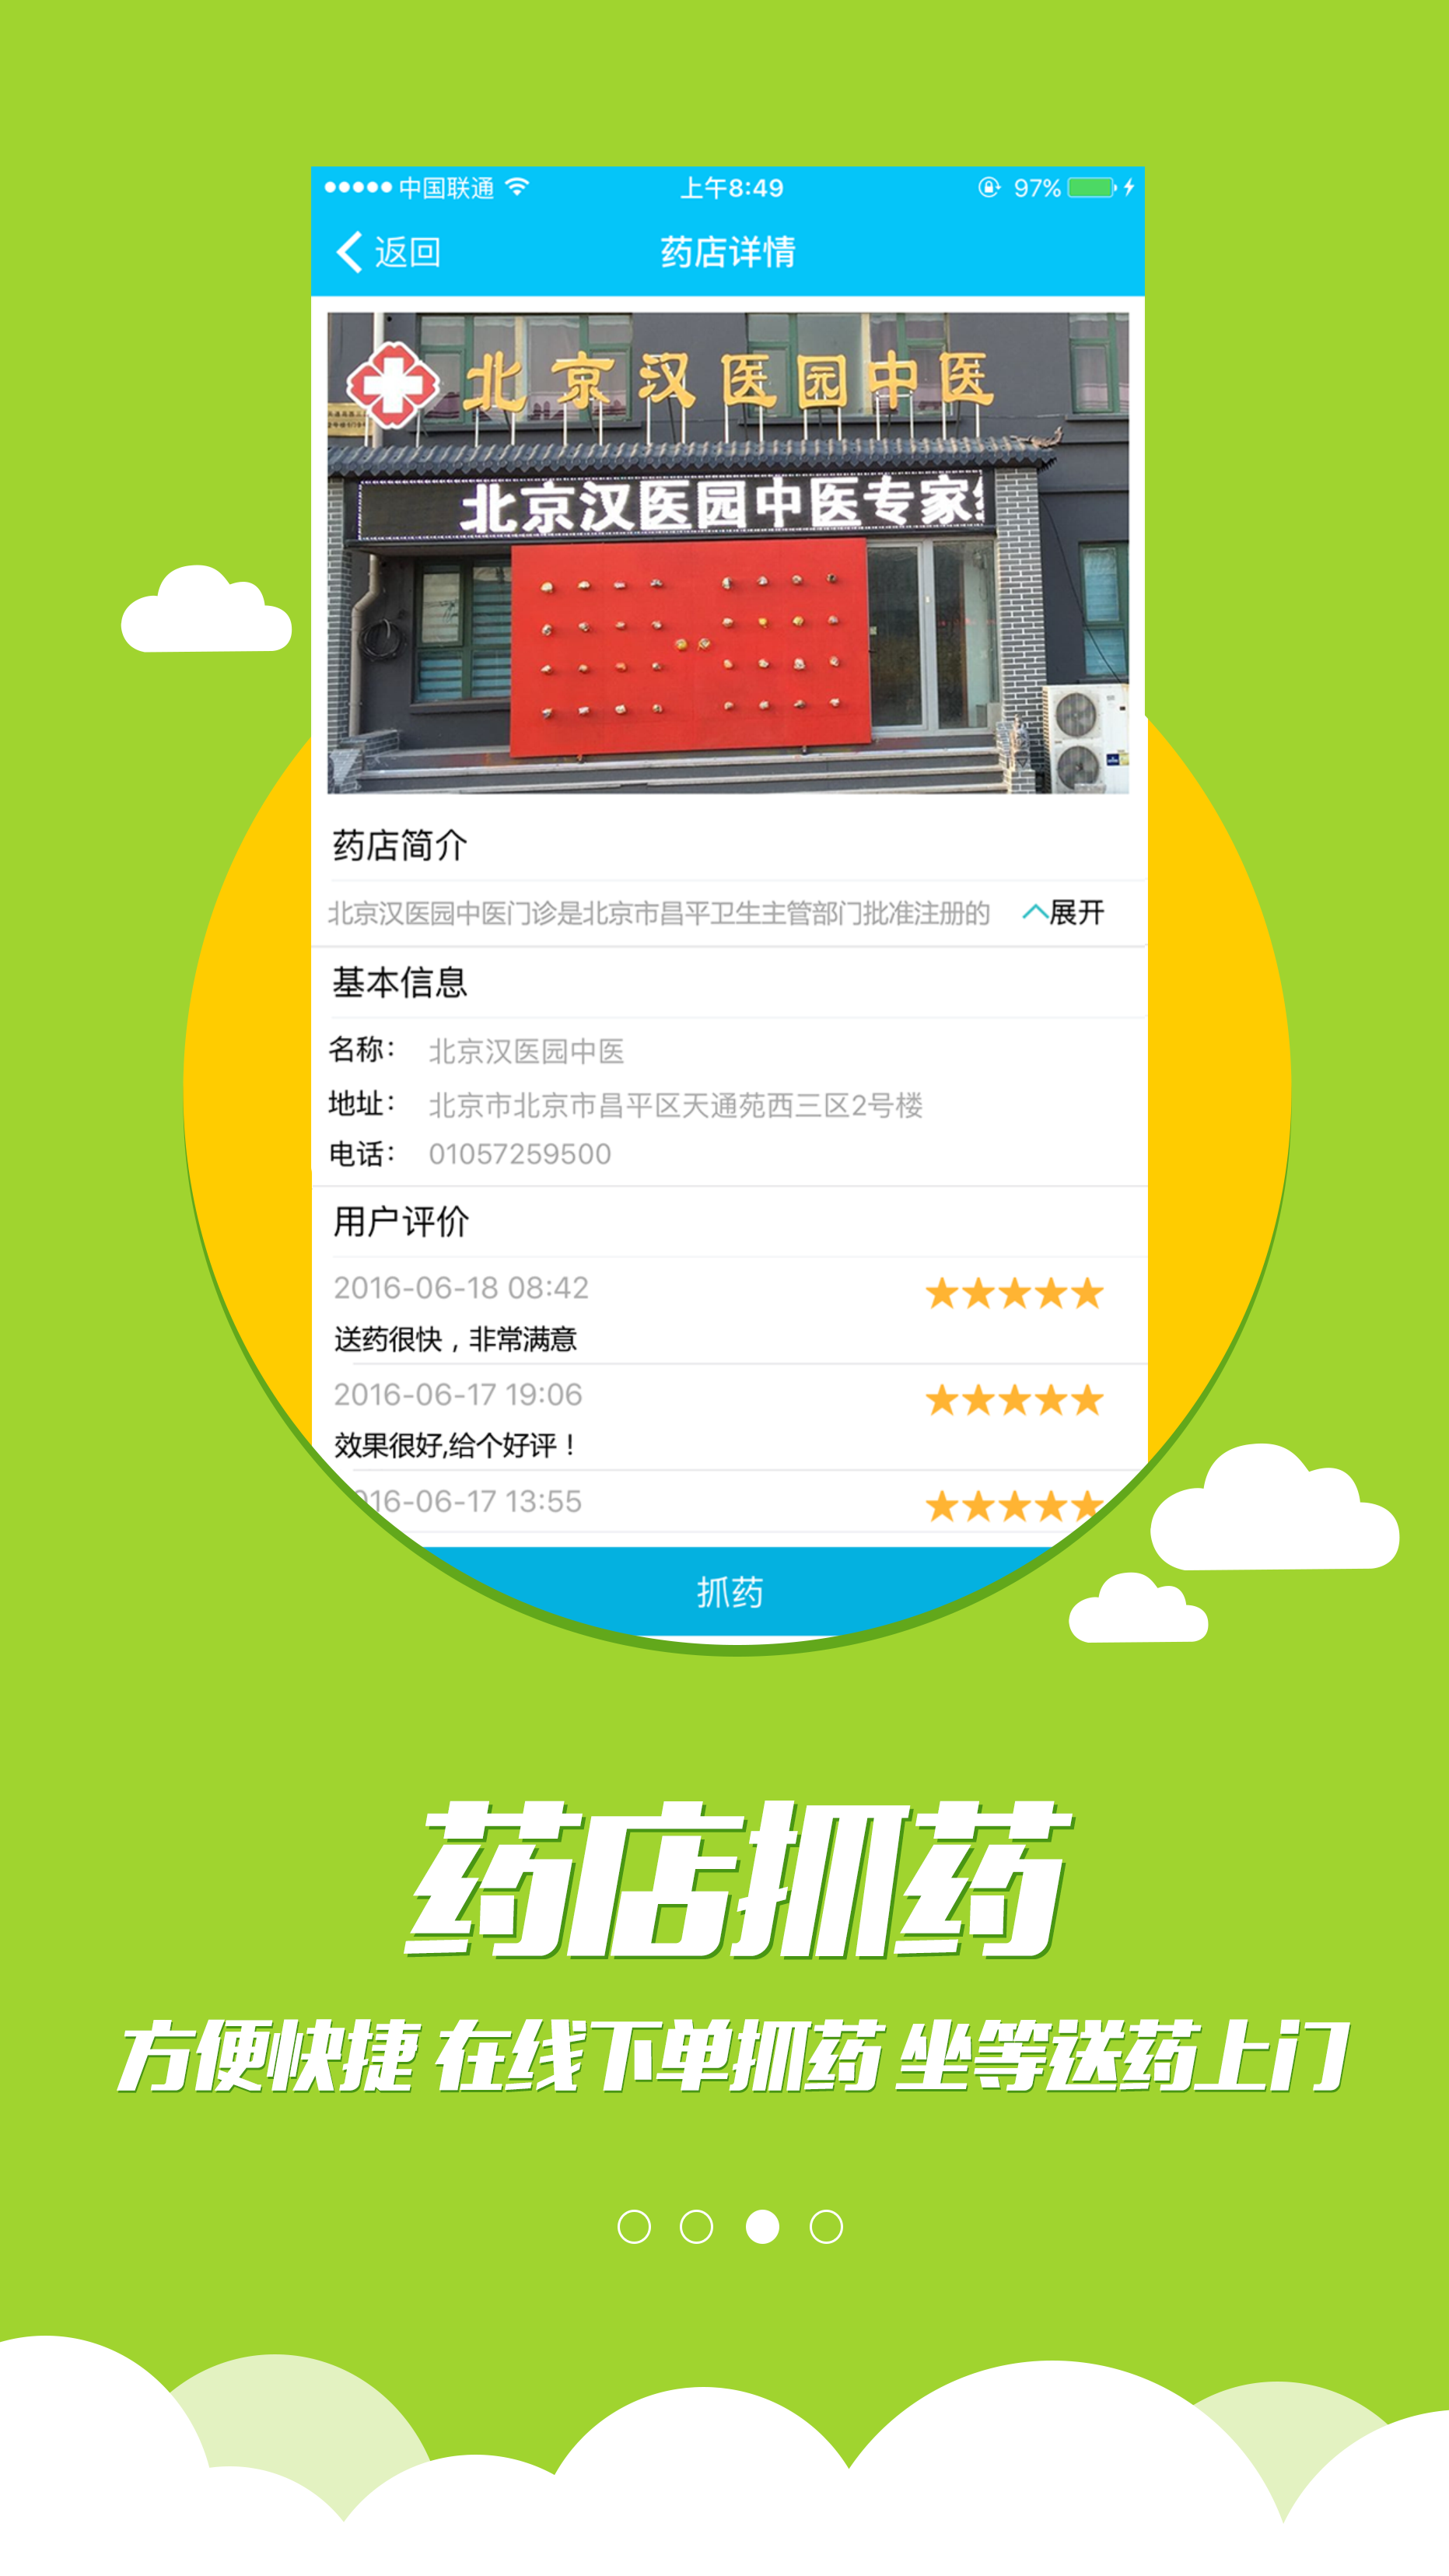 中国联通 上午8:49 97%
返回 药店详情
北京汉医园中医
北京汉医园中医专家
药店简介
北京汉医园中医门诊是北京市昌平卫生主管部门批准注册的 展开
基本信息
名称： 北京汉医园中医
地址： 北京市北京市昌平区天通苑西三区2号楼
电话： 01057259500
用户评价
2016-06-18 08:42
送药很快，非常满意
2016-06-17 19:06
效果很好,给个好评！
016-06-17 13:55
抓药
药店抓药
方便快捷 在线下单抓药 坐等送药上门